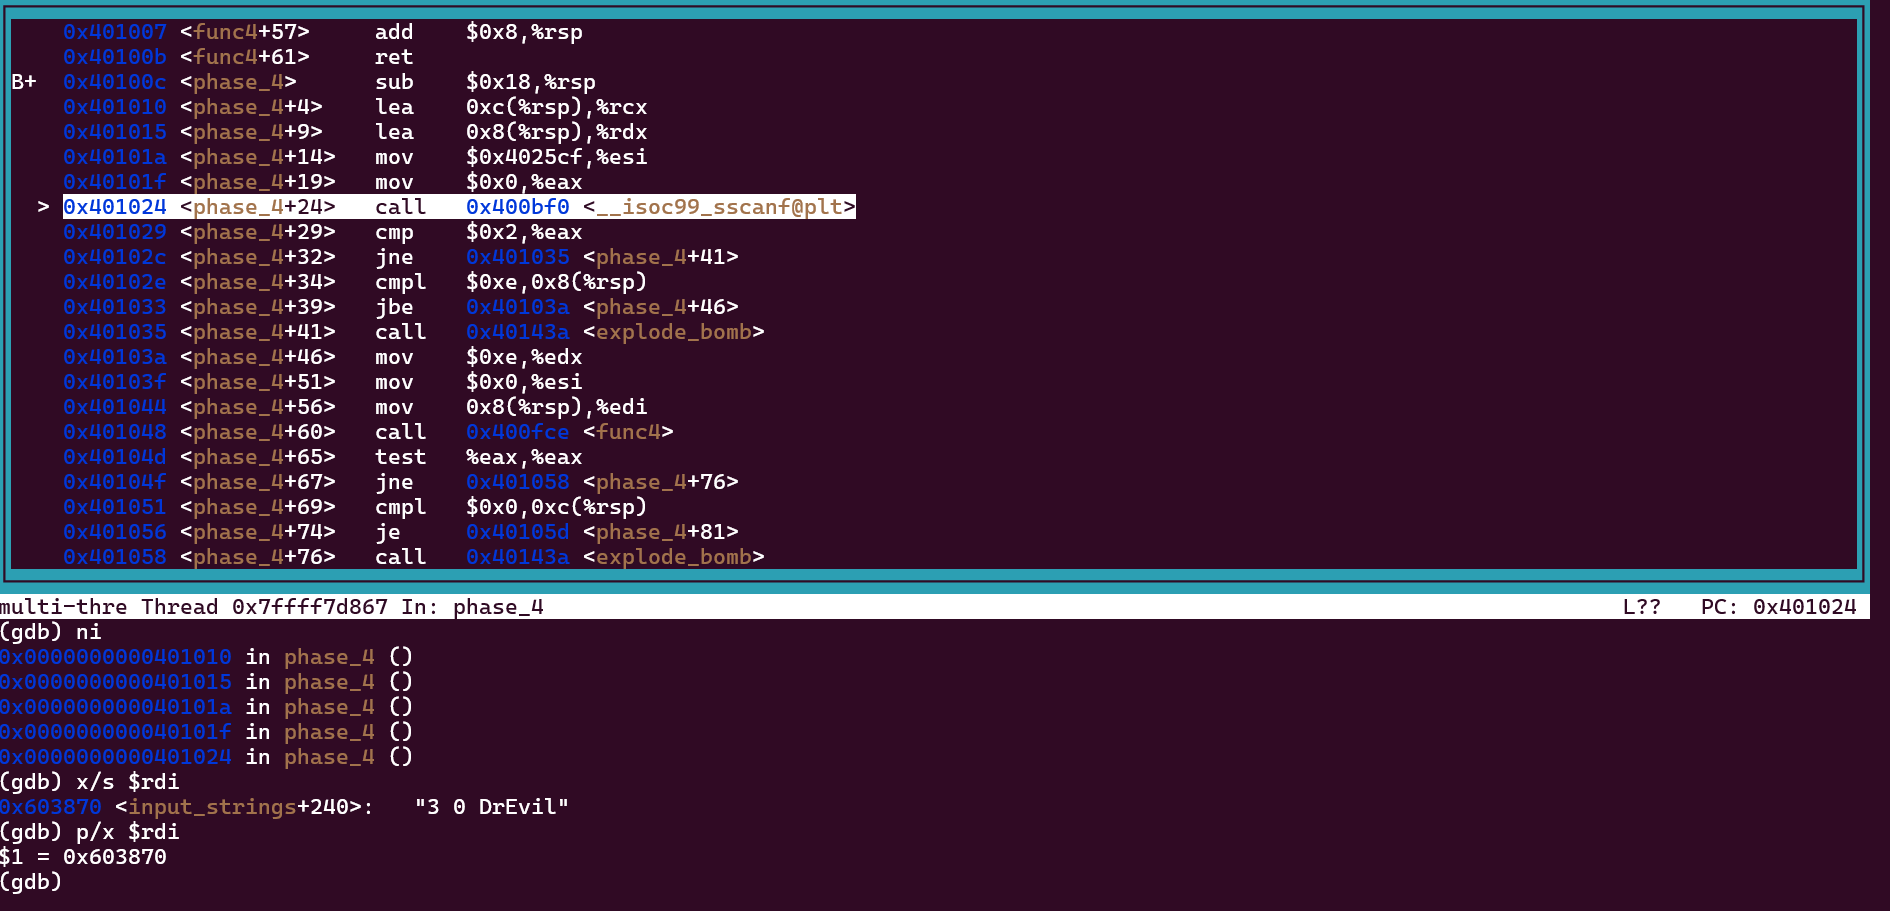 0x401007 <func4+57> add $0x8,%rsp
0x40100b <func4+61> ret
B+ 0x40100c <phase_4> sub $0x18,%rsp
0x401010 <phase_4+4> lea 0xc(%rsp),%rcx
0x401015 <phase_4+9> lea 0x8(%rsp),%rdx
0x40101a <phase_4+14> mov $0x4025cf,%esi
0x40101f <phase_4+19> mov $0x0,%eax
> 0x401024 <phase_4+24> call 0x400bf0 <__isoc99_sscanf@plt>
0x401029 <phase_4+29> cmp $0x2,%eax
0x40102c <phase_4+32> jne 0x401035 <phase_4+41>
0x40102e <phase_4+34> cmpl $0xe,0x8(%rsp)
0x401033 <phase_4+39> jbe 0x40103a <phase_4+46>
0x401035 <phase_4+41> call 0x40143a <explode_bomb>
0x40103a <phase_4+46> mov $0xe,%edx
0x40103f <phase_4+51> mov $0x0,%esi
0x401044 <phase_4+56> mov 0x8(%rsp),%edi
0x401048 <phase_4+60> call 0x400fce <func4>
0x40104d <phase_4+65> test %eax,%eax
0x40104f <phase_4+67> jne 0x401058 <phase_4+76>
0x401051 <phase_4+69> cmpl $0x0,0xc(%rsp)
0x401056 <phase_4+74> je 0x40105d <phase_4+81>
0x401058 <phase_4+76> call 0x40143a <explode_bomb>
multi-thre Thread 0x7ffff7d867 In: phase_4 L?? PC: 0x401024
(gdb) ni
0x0000000000401010 in phase_4 ()
0x0000000000401015 in phase_4 ()
0x000000000040101a in phase_4 ()
0x000000000040101f in phase_4 ()
0x0000000000401024 in phase_4 ()
(gdb) x/s $rdi
0x603870 <input_strings+240>: "3 0 DrEvil"
(gdb) p/x $rdi
$1 = 0x603870
(gdb)